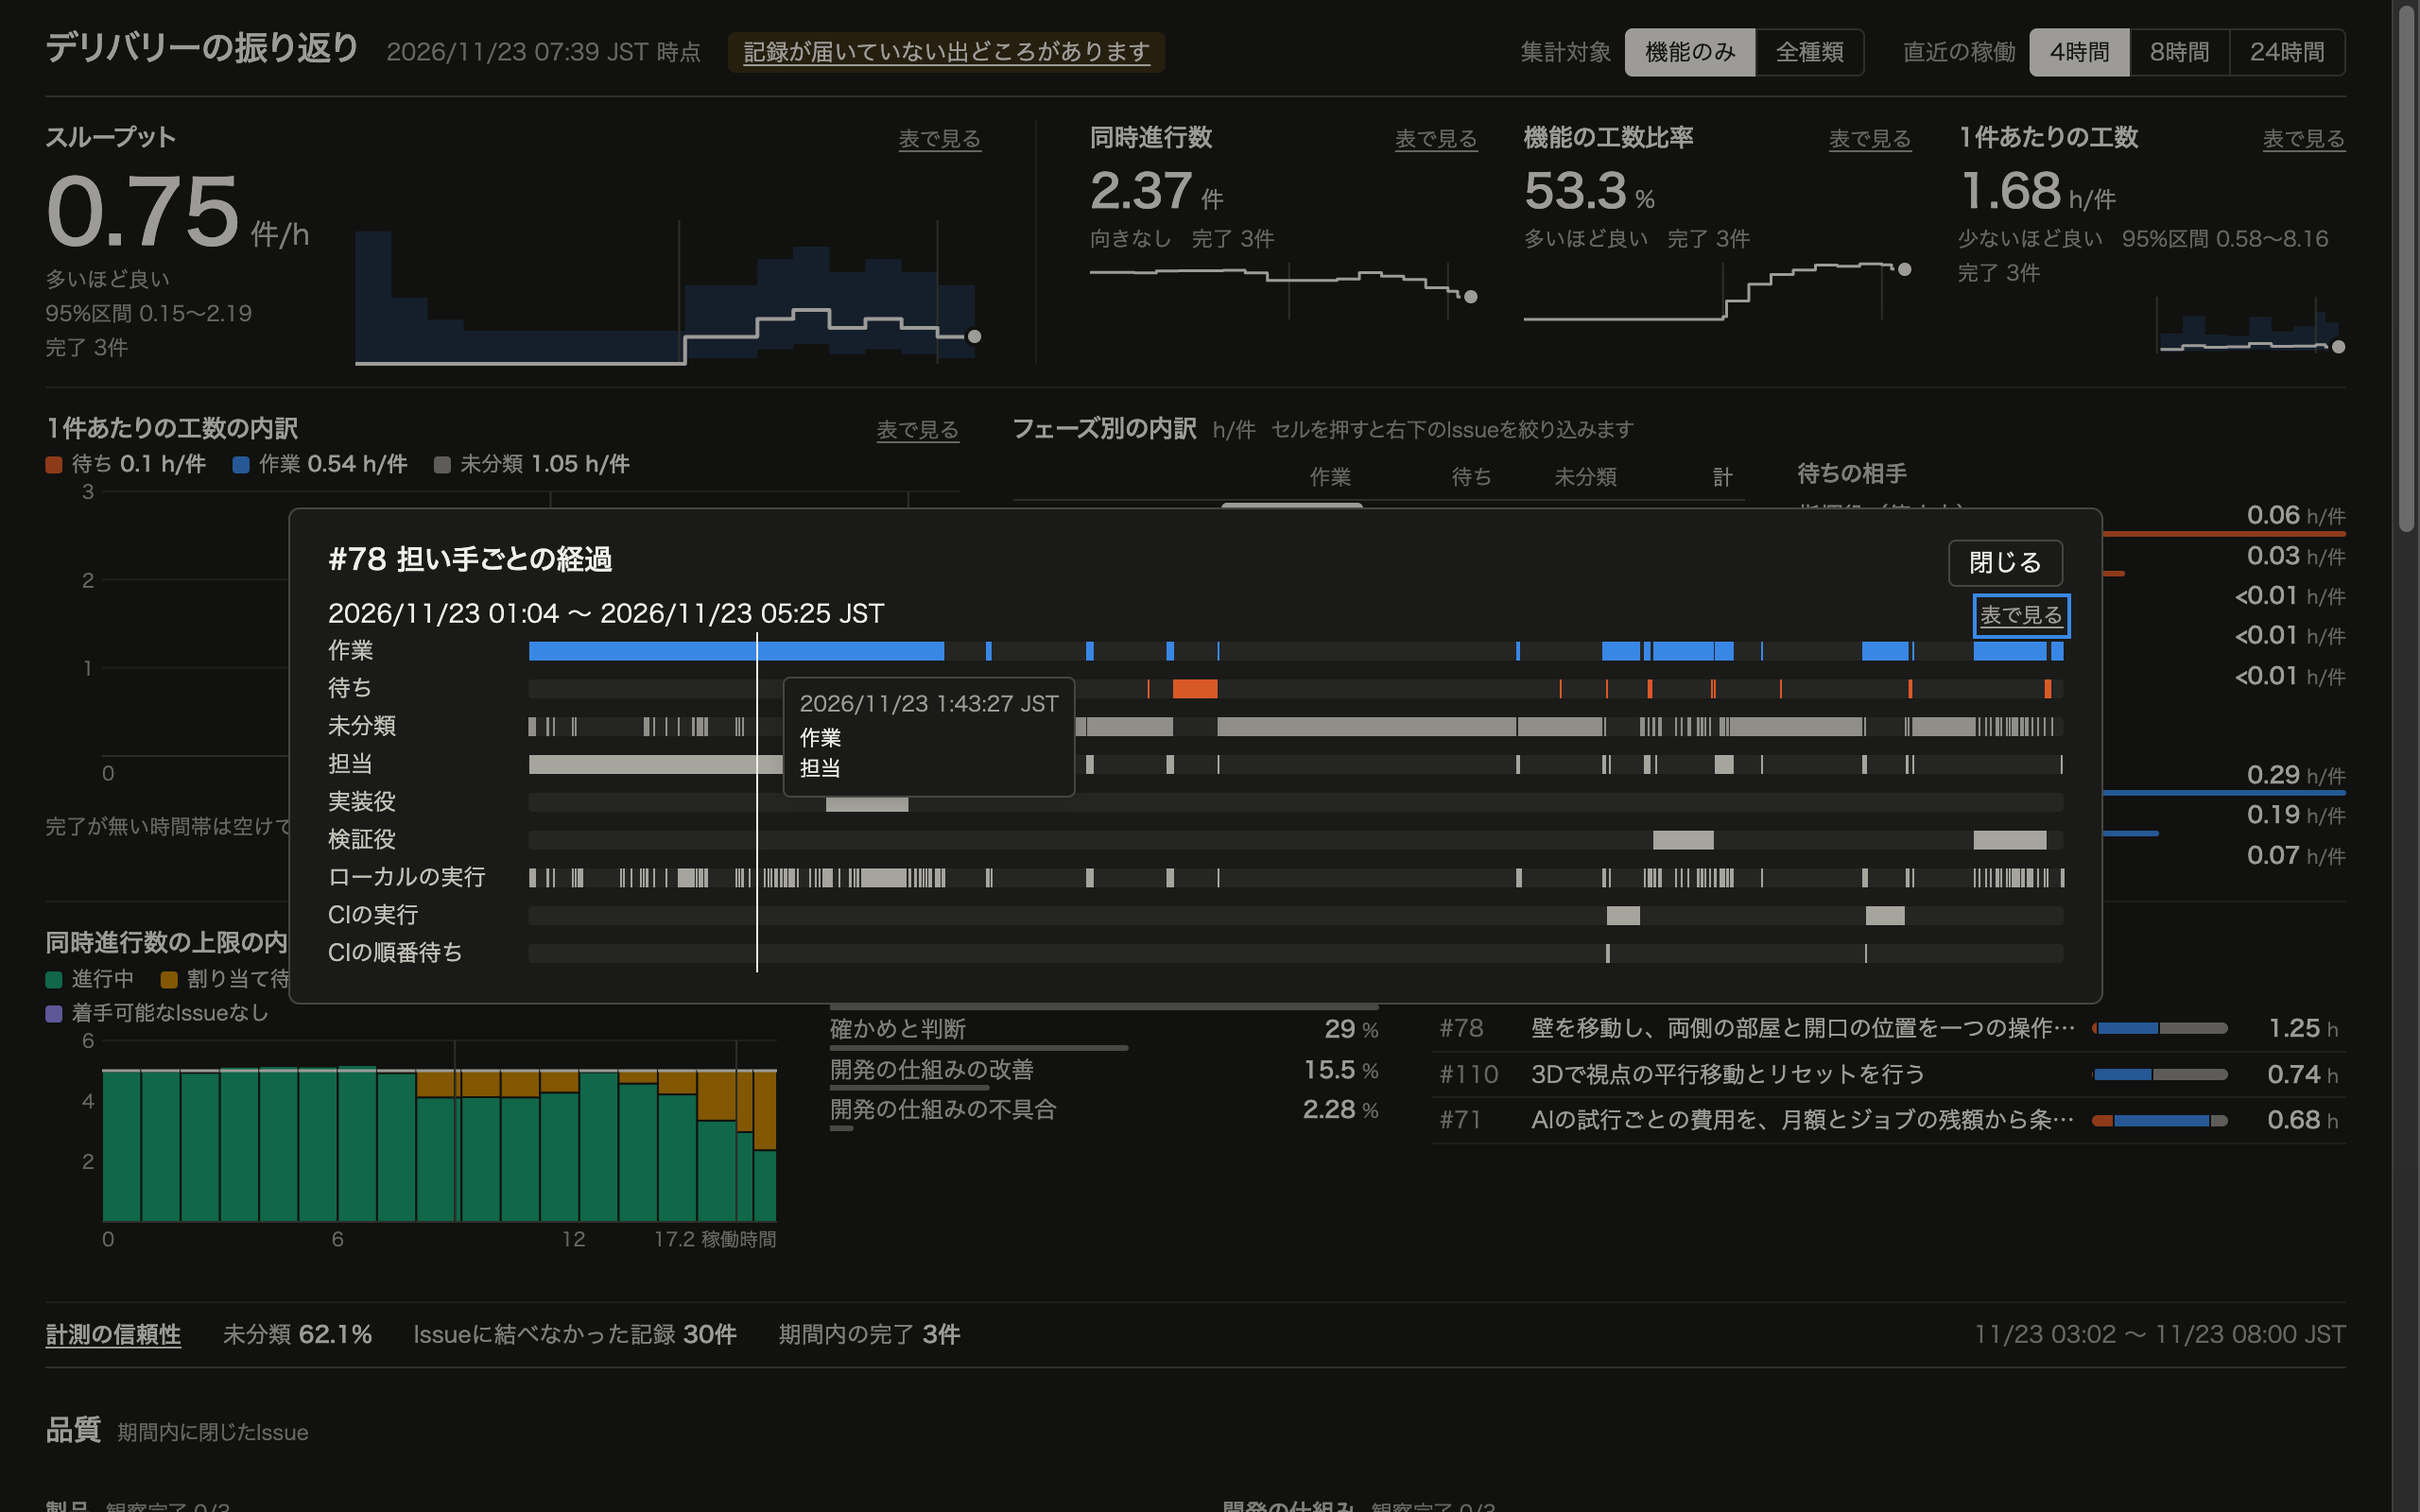 デリバリーの振り返り 2026/11/23 07:39 JST 時点 記録が届いていない出どころがあります 集計対象 機能のみ 全種類 直近の稼働 4時間 8時間 24時間
スループット 表で見る
0.75 件/h
多いほど良い
95%区間 0.15〜2.19
完了 3件
同時進行数 表で見る
2.37 件
向きなし 完了 3件
機能の工数比率 表で見る
53.3 %
多いほど良い 完了 3件
1件あたりの工数 表で見る
1.68 h/件
少ないほど良い 95%区間 0.58〜8.16
完了 3件
1件あたりの工数の内訳 表で見る
待ち 0.1 h/件 作業 0.54 h/件 未分類 1.05 h/件
3
2
1
0
完了が無い時間帯は空けて
フェーズ別の内訳 h/件 セルを押すと右下のIssueを絞り込みます
作業 待ち 未分類 計
待ちの相手
0.06 h/件
0.03 h/件
<0.01 h/件
<0.01 h/件
<0.01 h/件
0.29 h/件
0.19 h/件
0.07 h/件
#78 担い手ごとの経過 閉じる
2026/11/23 01:04 〜 2026/11/23 05:25 JST 表で見る
作業
待ち
未分類
担当
実装役
検証役
ローカルの実行
CIの実行
CIの順番待ち
2026/11/23 1:43:27 JST
作業
担当
同時進行数の上限の内
進行中 割り当て待
着手可能なIssueなし
6
4
2
0 6 12 17.2 稼働時間
確かめと判断 29 %
開発の仕組みの改善 15.5 %
開発の仕組みの不具合 2.28 %
#78 壁を移動し、両側の部屋と開口の位置を一つの操作… 1.25 h
#110 3Dで視点の平行移動とリセットを行う 0.74 h
#71 AIの試行ごとの費用を、月額とジョブの残額から条… 0.68 h
計測の信頼性 未分類 62.1% Issueに結べなかった記録 30件 期間内の完了 3件 11/23 03:02 〜 11/23 08:00 JST
品質 期間内に閉じたIssue